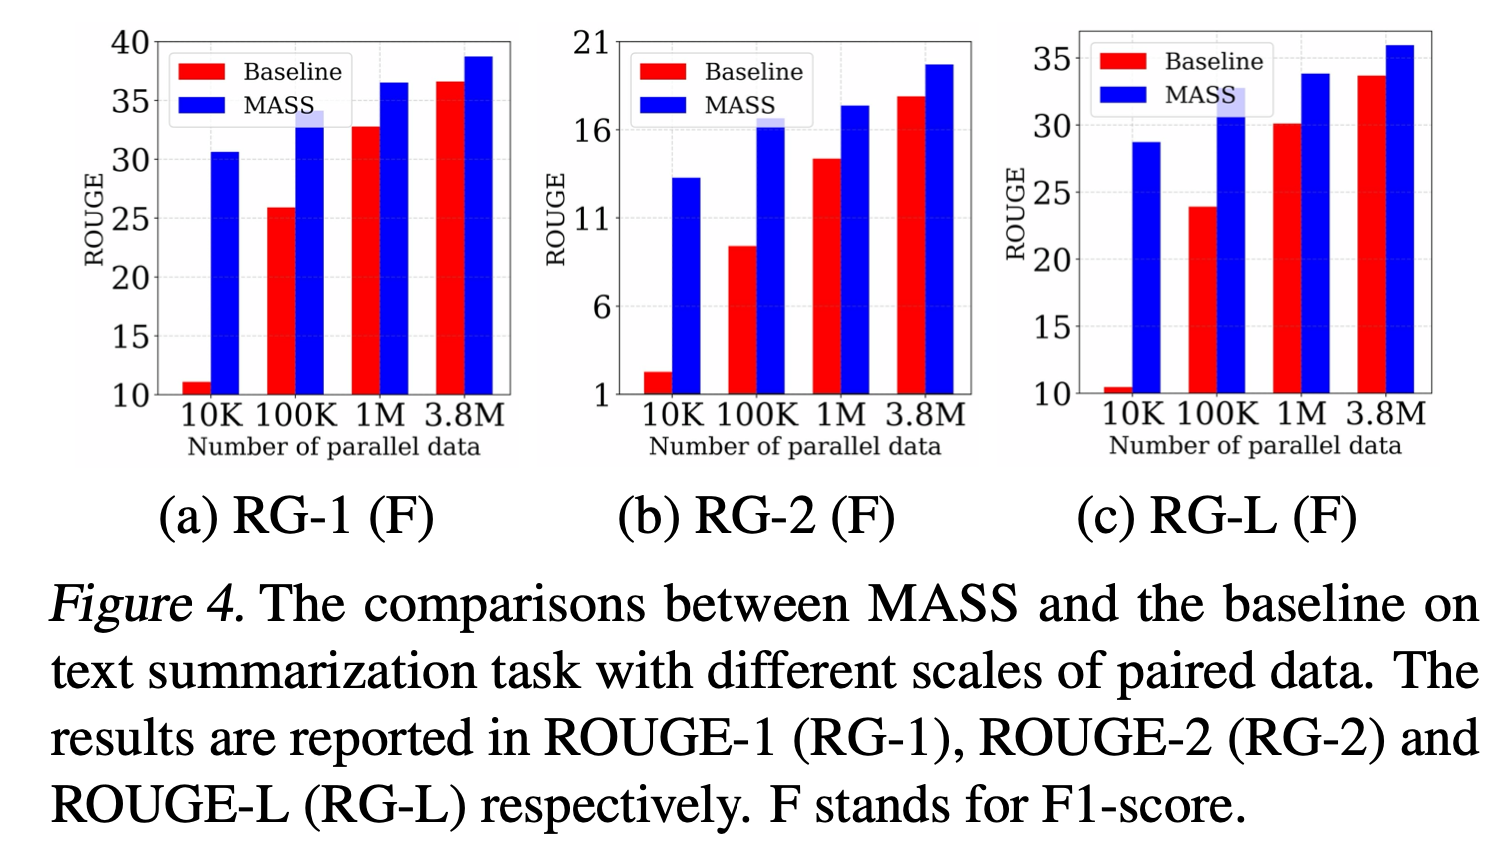 40
35
30
25
20
15
10
ROUGE
Baseline
MASS
10K 100K 1M 3.8M
Number of parallel data
21
16
11
6
1
ROUGE
Baseline
MASS
10K 100K 1M 3.8M
Number of parallel data
35
30
25
20
15
10
ROUGE
Baseline
MASS
10K 100K 1M 3.8M
Number of parallel data
(a) RG-1 (F)
(b) RG-2 (F)
(c) RG-L (F)
Figure 4. The comparisons between MASS and the baseline on
text summarization task with different scales of paired data. The
results are reported in ROUGE-1 (RG-1), ROUGE-2 (RG-2) and
ROUGE-L (RG-L) respectively. F stands for F1-score.